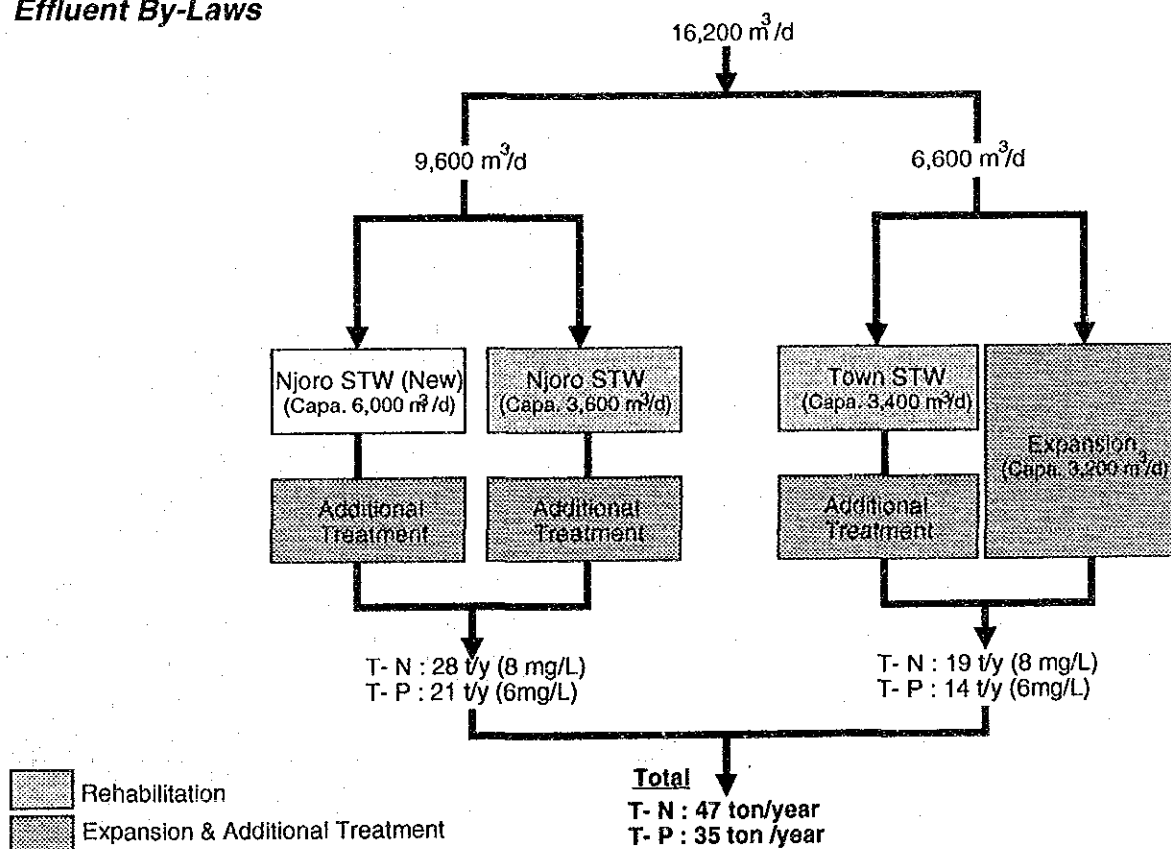 Effluent By-Laws
16,200 m³/d
9,600 m³/d
6,600 m³/d
Njoro STW (New)
(Capa. 6,000 m³/d)
Njoro STW
(Capa. 3,600 m³/d)
Town STW
(Capa. 3,400 m³/d)
Expansion
(Capa. 3,200 m³/d)
Additional
Treatment
Additional
Treatment
Additional
Treatment
T- N : 28 t/y (8 mg/L)
T- P : 21 t/y (6mg/L)
T- N : 19 t/y (8 mg/L)
T- P : 14 t/y (6mg/L)
Rehabilitation
Expansion & Additional Treatment
Total
T- N : 47 ton/year
T- P : 35 ton /year